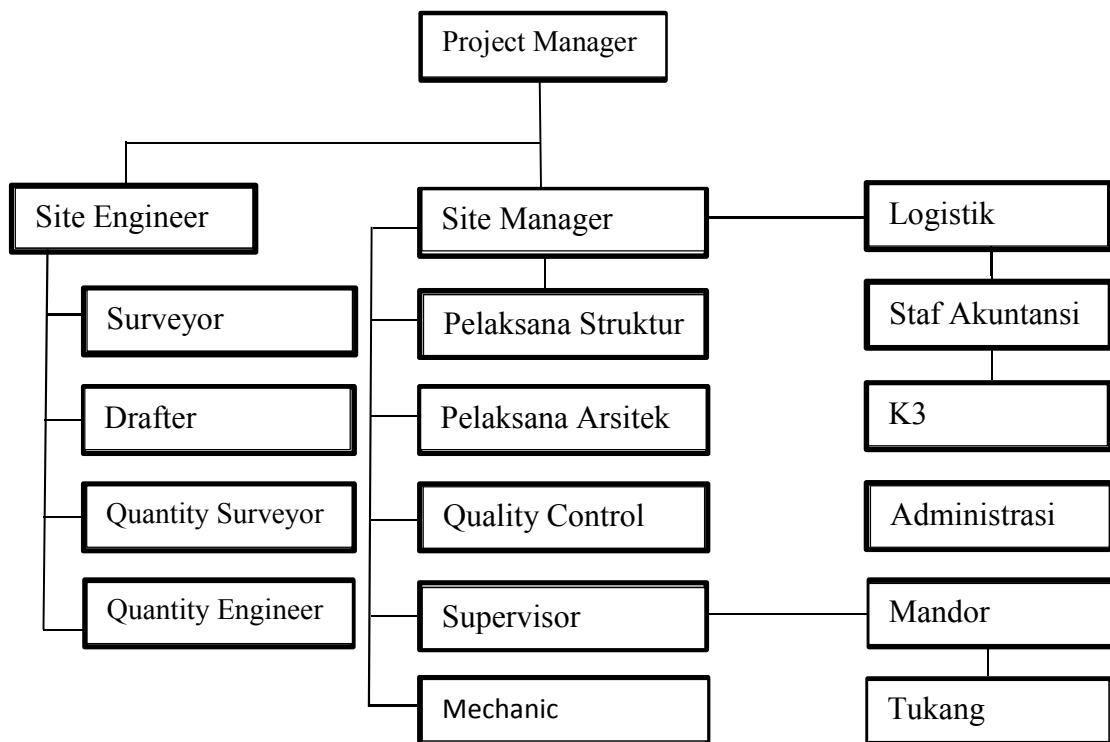 Project Manager
Site Engineer
Site Manager
Logistik
Surveyor
Pelaksana Struktur
Staf Akuntansi
Drafter
Pelaksana Arsitek
K3
Quantity Surveyor
Quality Control
Administrasi
Quantity Engineer
Supervisor
Mandor
Mechanic
Tukang